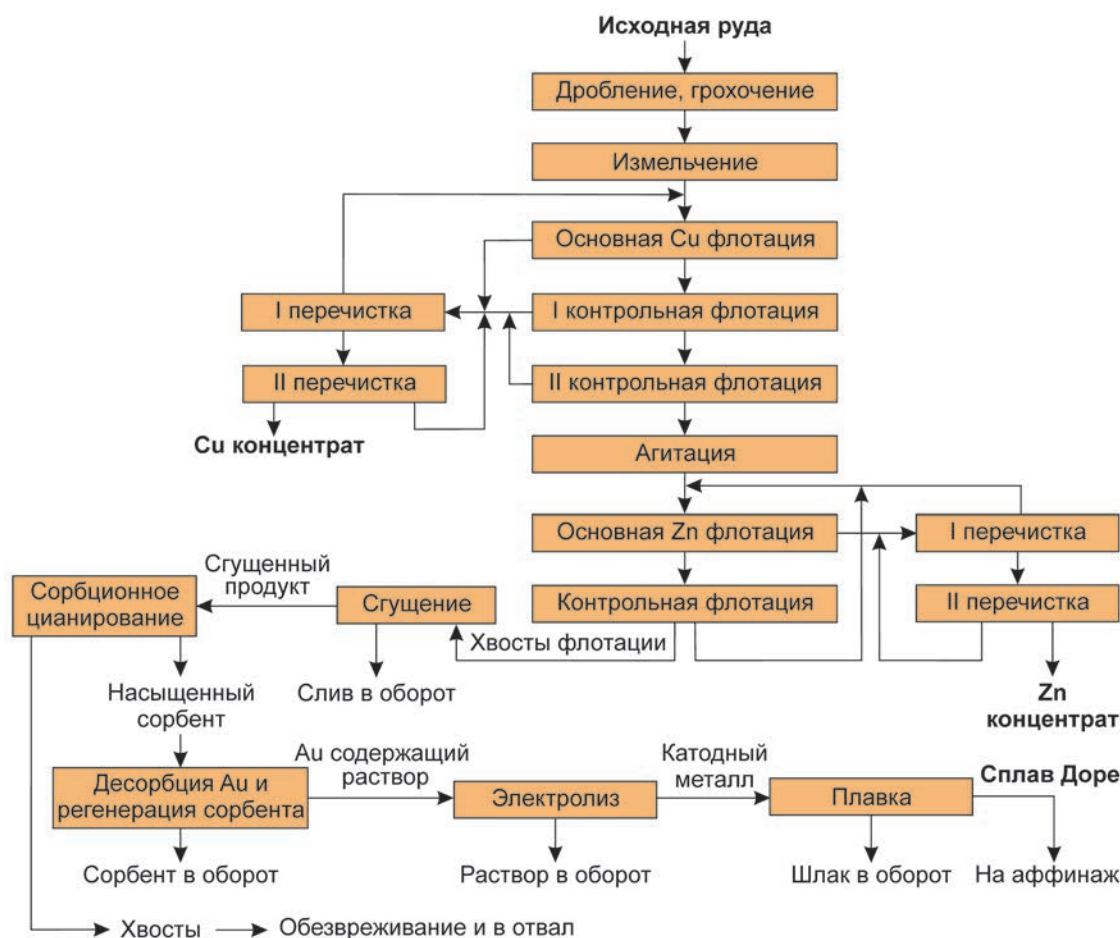 Исходная руда
Дробление, грохочение
Измельчение
Основная Cu флотация
I перечистка
I контрольная флотация
II перечистка
II контрольная флотация
Cu концентрат
Агитация
Основная Zn флотация
I перечистка
Сгущенный
продукт
Сорбционное
цианирование
Сгущение
Контрольная флотация
II перечистка
Хвосты флотации
Насыщенный
сорбент
Слив в оборот
Zn
концентрат
Au содержащий
раствор
Катодный
металл
Сплав Доре
Десорбция Au и
регенерация сорбента
Электролиз
Плавка
Сорбент в оборот
Раствор в оборот
Шлак в оборот
На аффинаж
Хвосты
Обезвреживание и в отвал